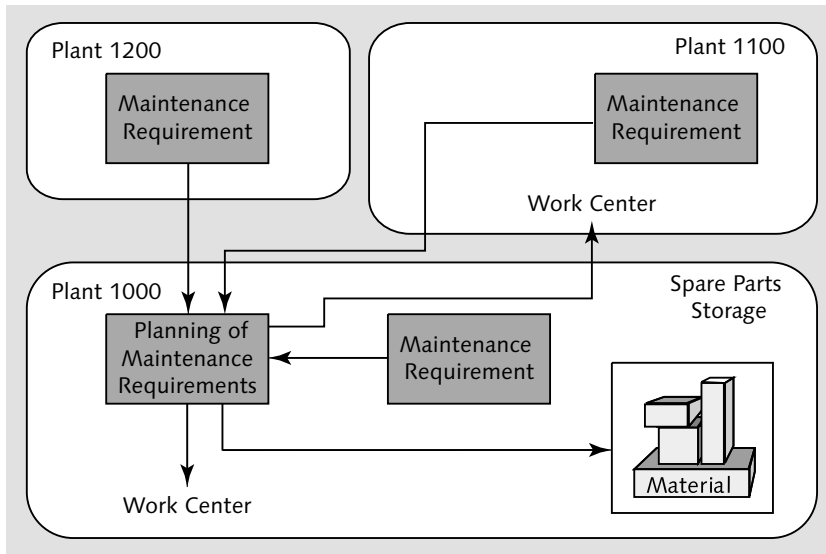 Plant 1200
Maintenance
Requirement
Plant 1100
Maintenance
Requirement
Work Center
Plant 1000
Spare Parts
Storage
Planning of
Maintenance
Requirements
Maintenance
Requirement
Work Center
Material